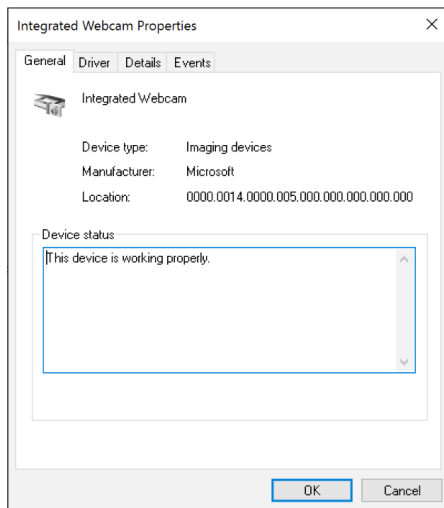 Integrated Webcam Properties
General Driver Details Events
Integrated Webcam
Device type: Imaging devices
Manufacturer: Microsoft
Location: 0000.0014.0000.005.000.000.000.000.000
Device status
This device is working properly.
OK Cancel